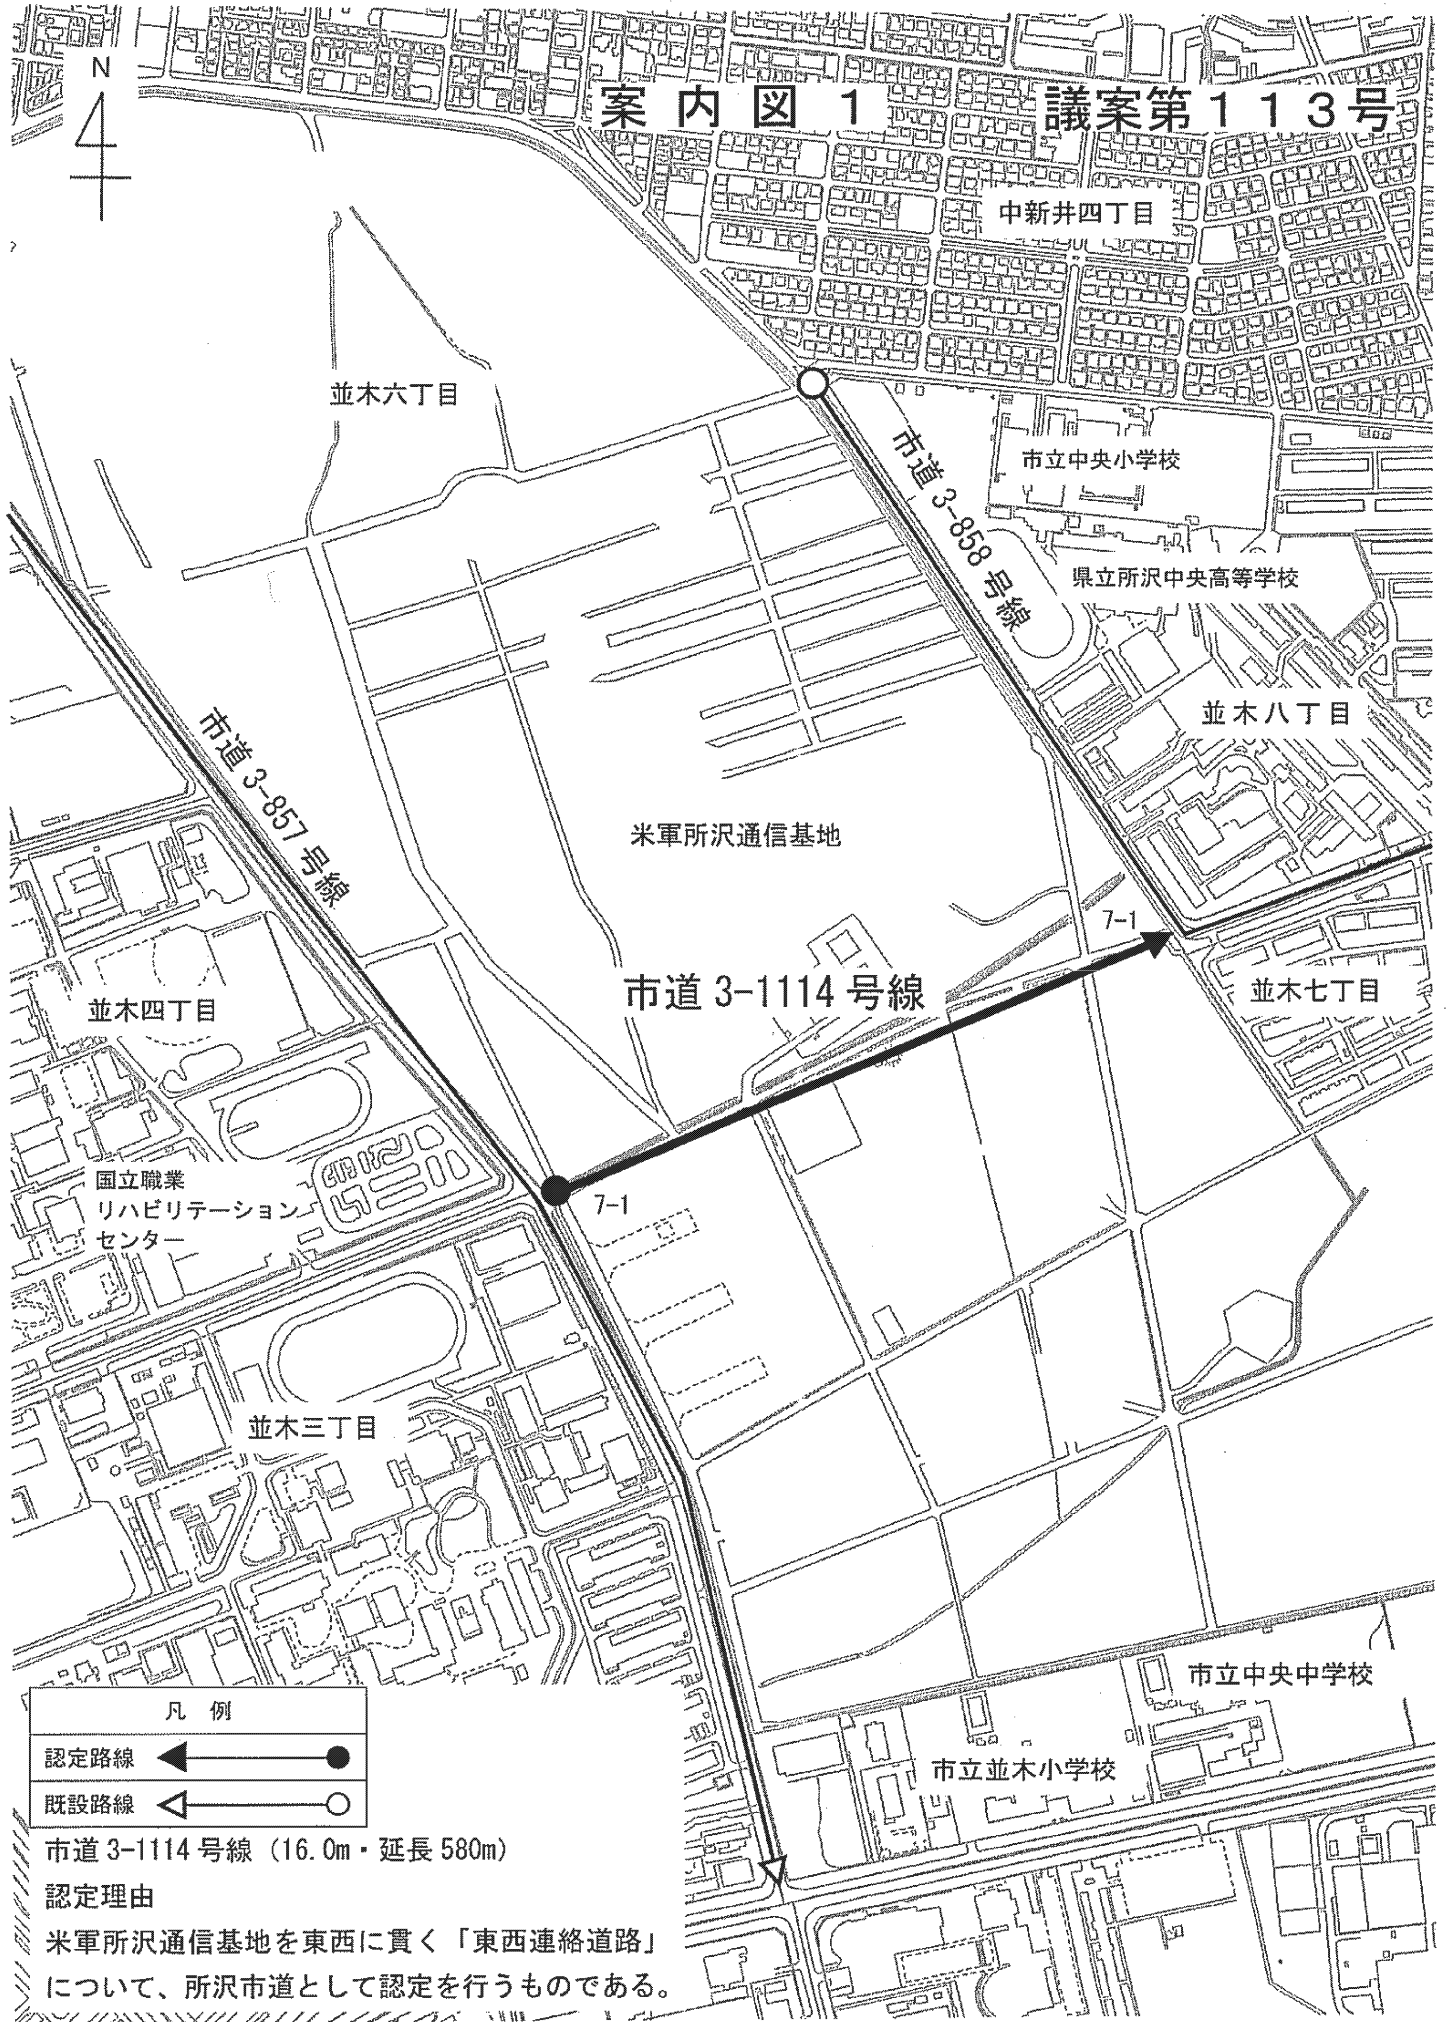 案内図１
議案第１１３号
N
中新井四丁目
並木六丁目
市立中央小学校
市道 3-858 号線
県立所沢中央高等学校
並木八丁目
市道 3-857 号線
米軍所沢通信基地
7-1
市道 3-1114 号線
並木七丁目
並木四丁目
国立職業
リハビリテーション
センター
7-1
並木三丁目
市立中央中学校
市立並木小学校
凡 例
認定路線
既設路線
市道 3-1114 号線（16.0m・延長 580m）
認定理由
米軍所沢通信基地を東西に貫く「東西連絡道路」
について、所沢市道として認定を行うものである。